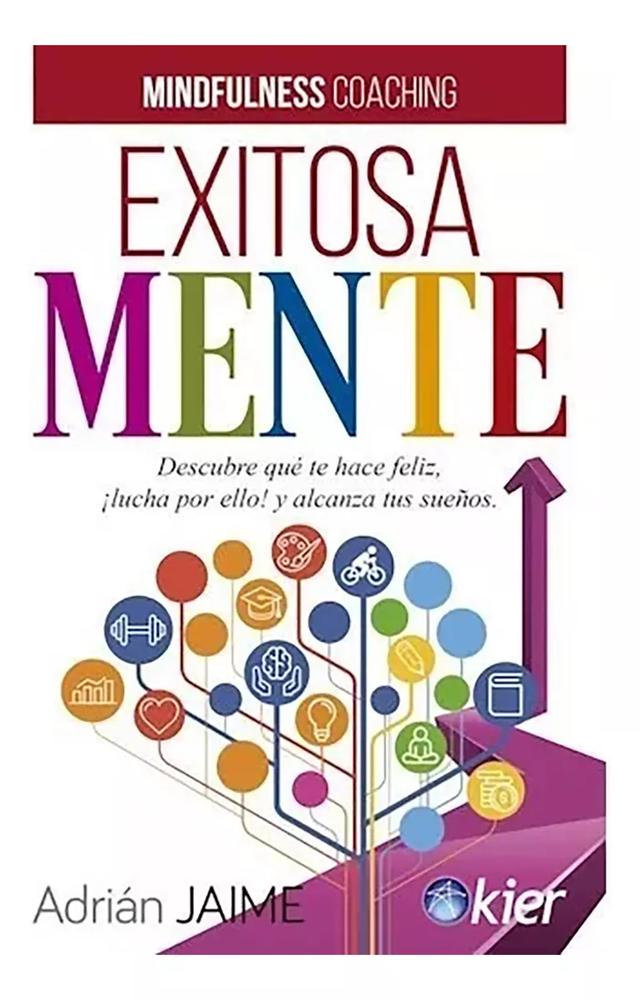 MINDFULNESS COACHING
EXITOSA
MENTE
Descubre qué te hace feliz,
¡lucha por ello! y alcanza tus sueños.
Adrián JAIME
kier